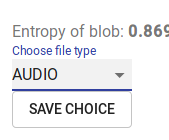 Entropy of blob: 0.869
Choose file type
AUDIO
SAVE CHOICE